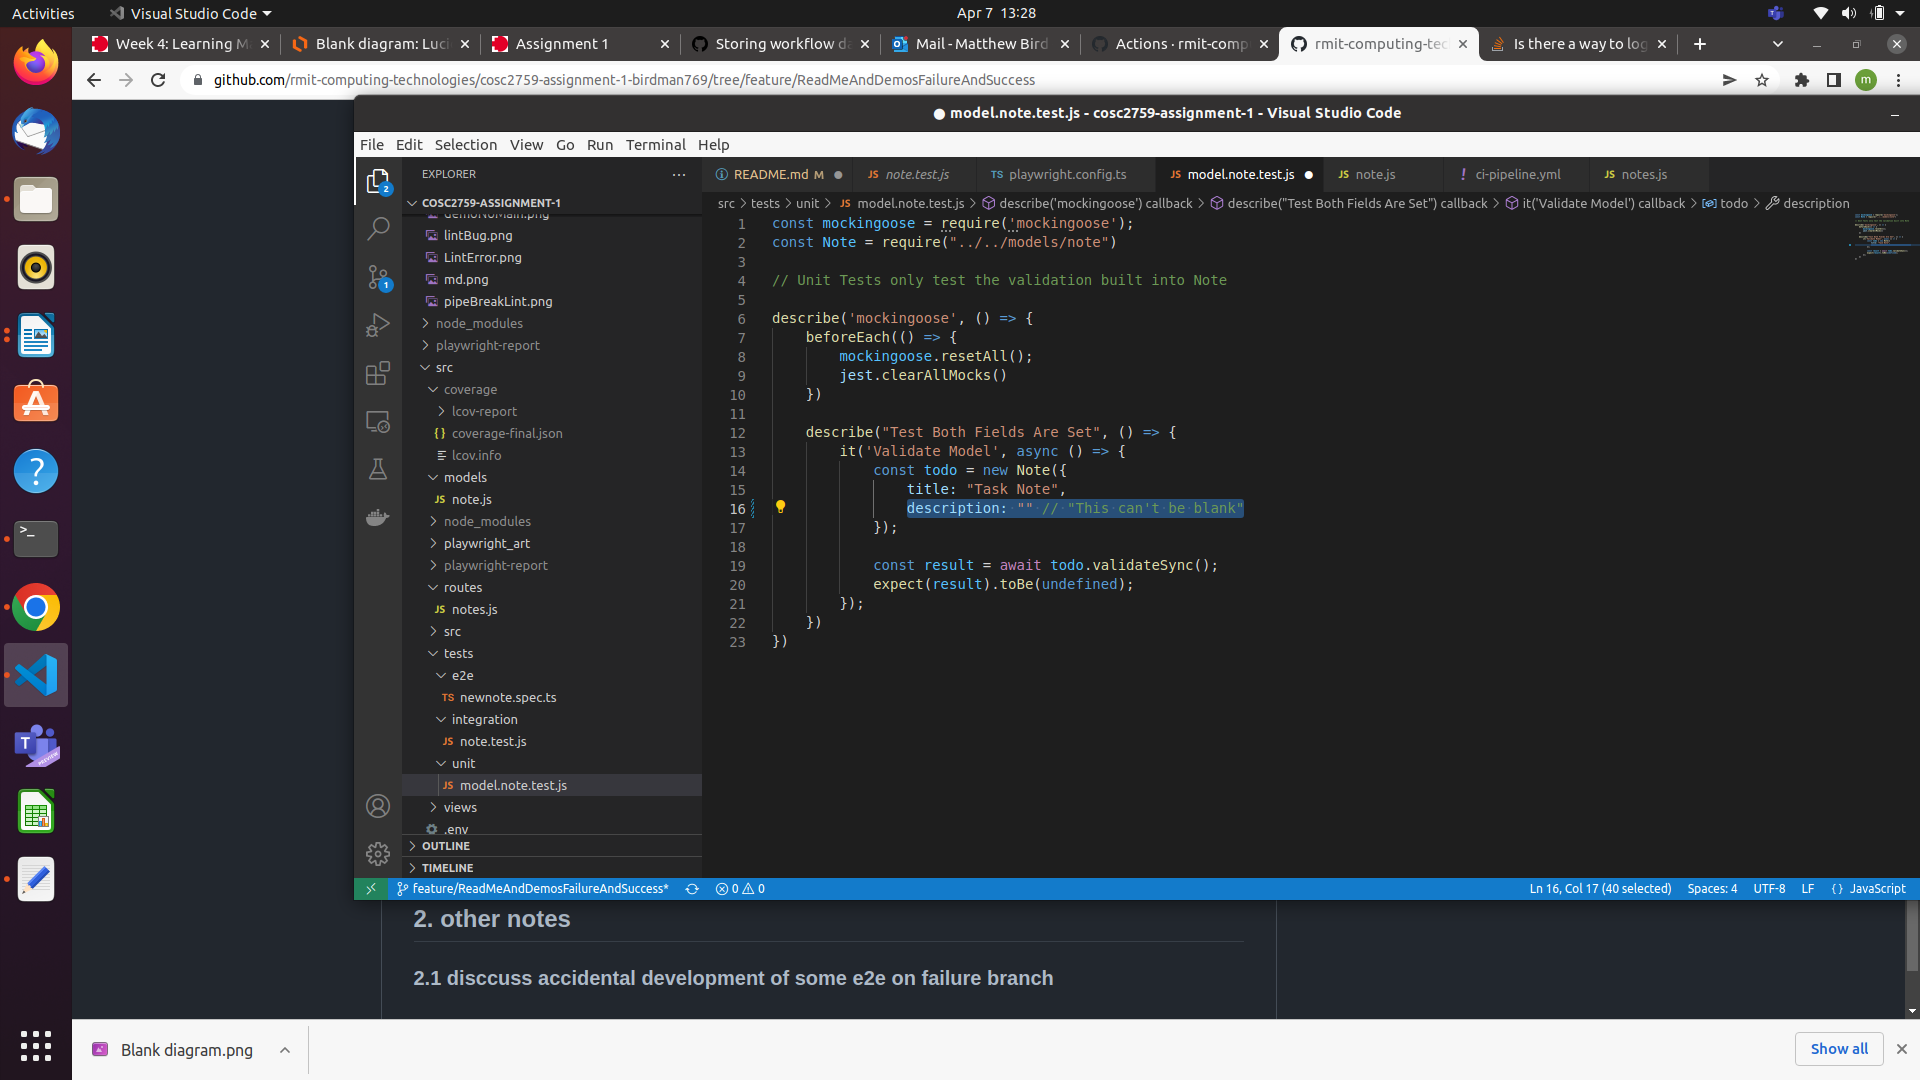 Activities
Visual Studio Code
Apr 7 13:28
Week 4: Learning M
Blank diagram: Luci
Assignment 1
Storing workflow da
Mail - Matthew Bird
Actions · rmit-comp
rmit-computing-tec
Is there a way to log
github.com/rmit-computing-technologies/cosc2759-assignment-1-birdman769/tree/feature/ReadMeAndDemosFailureAndSuccess
m
● model.note.test.js - cosc2759-assignment-1 - Visual Studio Code
File Edit Selection View Go Run Terminal Help
EXPLORER
README.md M
JS note.test.js
TS playwright.config.ts
JS model.note.test.js
JS note.js
! ci-pipeline.yml
JS notes.js
src > tests > unit > JS model.note.test.js > describe('mockingoose') callback > describe("Test Both Fields Are Set") callback > it('Validate Model') callback > todo > description
2
1
COSC2759-ASSIGNMENT-1
demoNoMain.png
lintBug.png
LintError.png
md.png
pipeBreakLint.png
node_modules
playwright-report
src
coverage
lcov-report
{} coverage-final.json
lcov.info
models
JS note.js
node_modules
playwright_art
playwright-report
routes
JS notes.js
src
tests
e2e
TS newnote.spec.ts
integration
JS note.test.js
unit
JS model.note.test.js
views
.env
OUTLINE
TIMELINE
1 const mockingoose = require('mockingoose');
2 const Note = require("../../models/note")
3
4 // Unit Tests only test the validation built into Note
5
6 describe('mockingoose', () => {
7 beforeEach(() => {
8 mockingoose.resetAll();
9 jest.clearAllMocks()
10 })
11
12 describe("Test Both Fields Are Set", () => {
13 it('Validate Model', async () => {
14 const todo = new Note({
15 title: "Task Note",
16 description: "" // "This can't be blank"
17 });
18
19 const result = await todo.validateSync();
20 expect(result).toBe(undefined);
21 });
22 })
23 })
feature/ReadMeAndDemosFailureAndSuccess*
0 0
Ln 16, Col 17 (40 selected)
Spaces: 4
UTF-8
LF
{} JavaScript
2. other notes
2.1 disccuss accidental development of some e2e on failure branch
Blank diagram.png
Show all